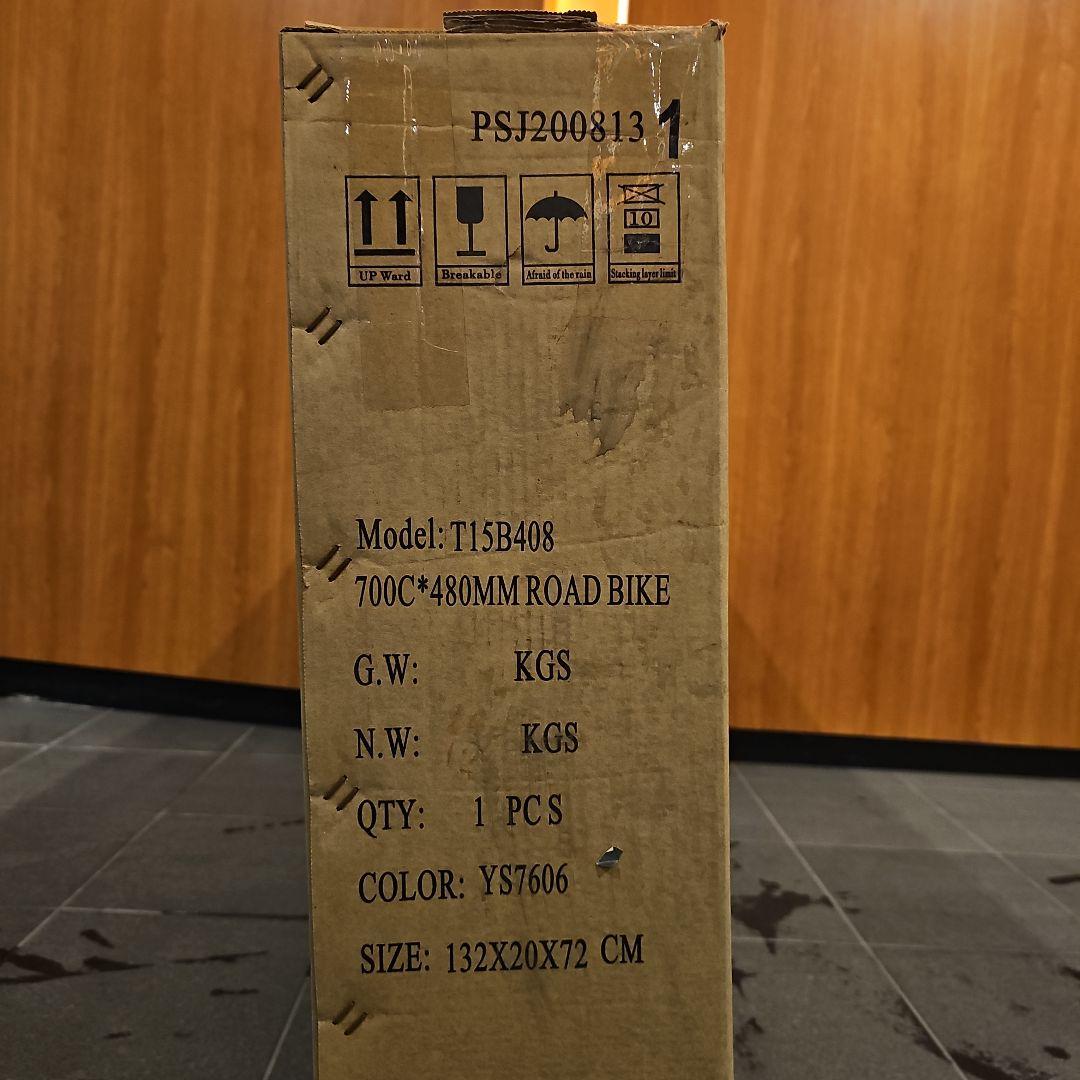 PSJ200813 1
10
UP Ward Breakable Afraid of the rain Stacking layer limit
Model: T15B408
700C*480MM ROAD BIKE
G.W: KGS
N.W: KGS
QTY: 1 PCS
COLOR: YS7606
SIZE: 132X20X72 CM